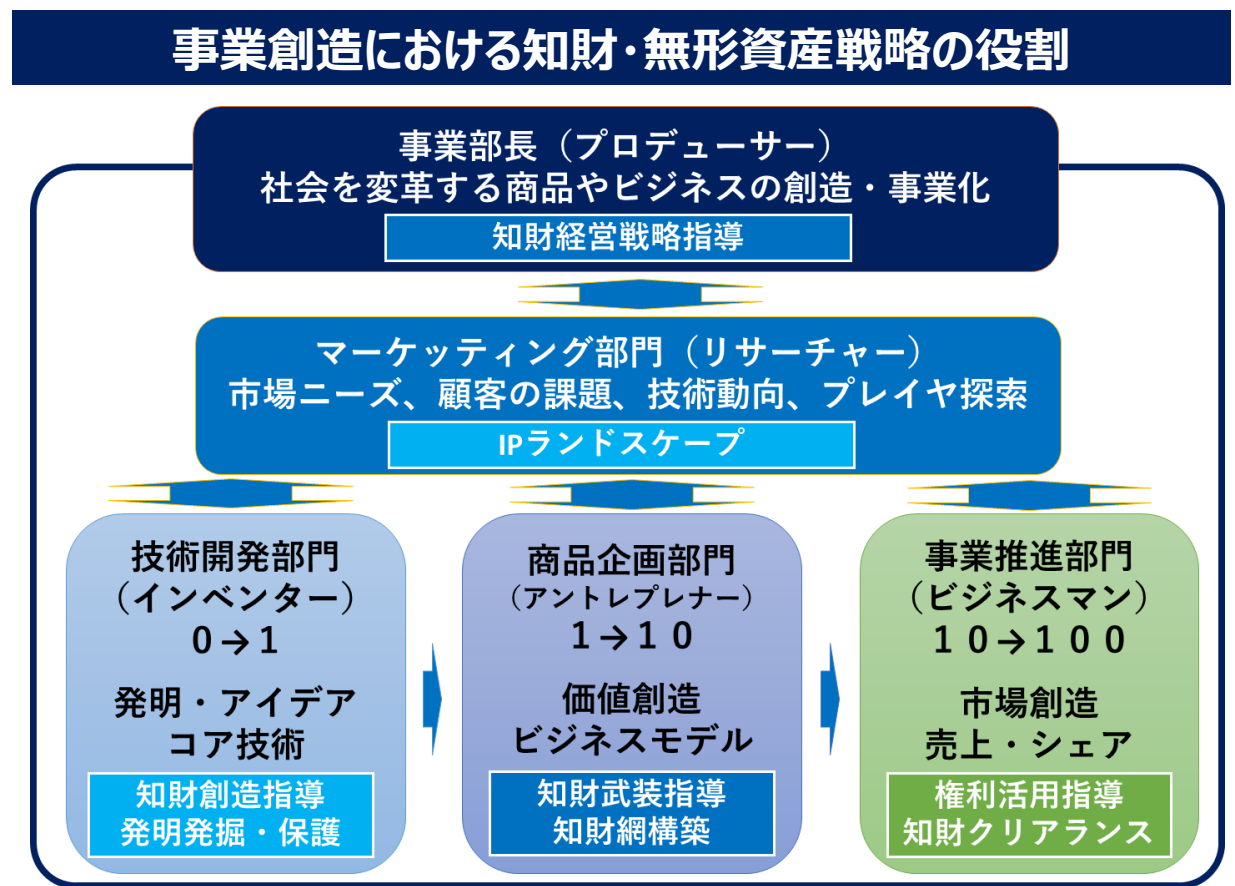 事業創造における知財・無形資産戦略の役割
事業部長（プロデューサー）
社会を変革する商品やビジネスの創造・事業化
知財経営戦略指導
マーケッティング部門（リサーチャー）
市場ニーズ、顧客の課題、技術動向、プレイヤ探索
IPランドスケープ
技術開発部門
（インベンター）
０→１
発明・アイデア
コア技術
知財創造指導
発明発掘・保護
商品企画部門
（アントレプレナー）
１→１０
価値創造
ビジネスモデル
知財武装指導
知財網構築
事業推進部門
（ビジネスマン）
１０→１００
市場創造
売上・シェア
権利活用指導
知財クリアランス